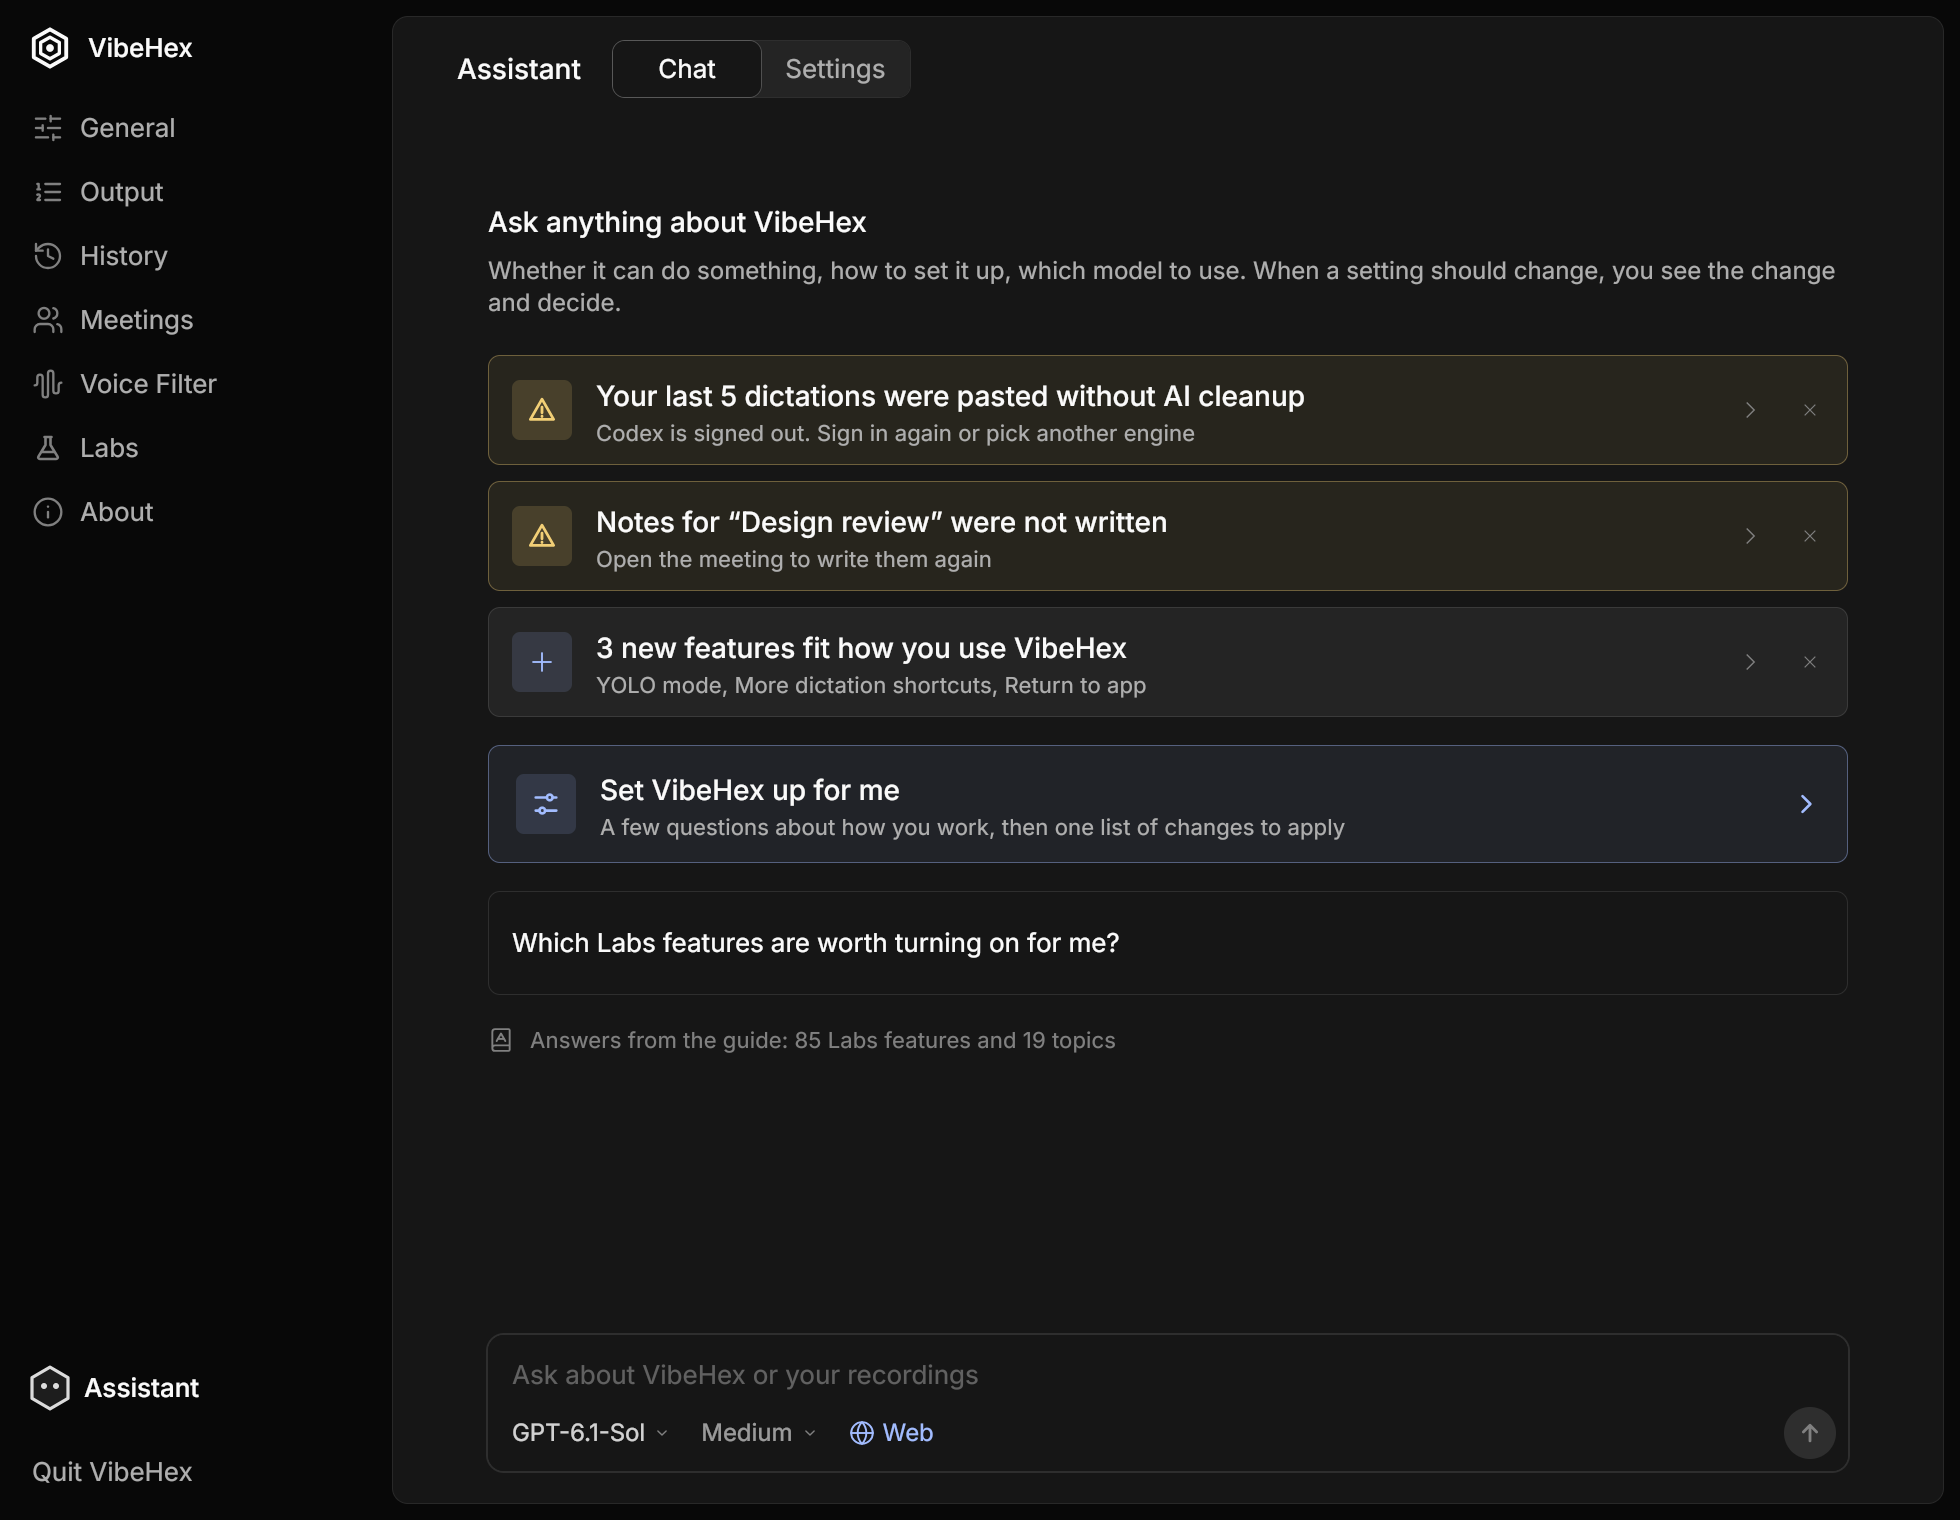 VibeHex
General
Output
History
Meetings
Voice Filter
Labs
About
Assistant
Quit VibeHex
Assistant
Chat
Settings
Ask anything about VibeHex
Whether it can do something, how to set it up, which model to use. When a setting should change, you see the change
and decide.
Your last 5 dictations were pasted without AI cleanup
Codex is signed out. Sign in again or pick another engine
Notes for “Design review” were not written
Open the meeting to write them again
3 new features fit how you use VibeHex
YOLO mode, More dictation shortcuts, Return to app
Set VibeHex up for me
A few questions about how you work, then one list of changes to apply
Which Labs features are worth turning on for me?
Answers from the guide: 85 Labs features and 19 topics
Ask about VibeHex or your recordings
GPT-6.1-Sol
Medium
Web